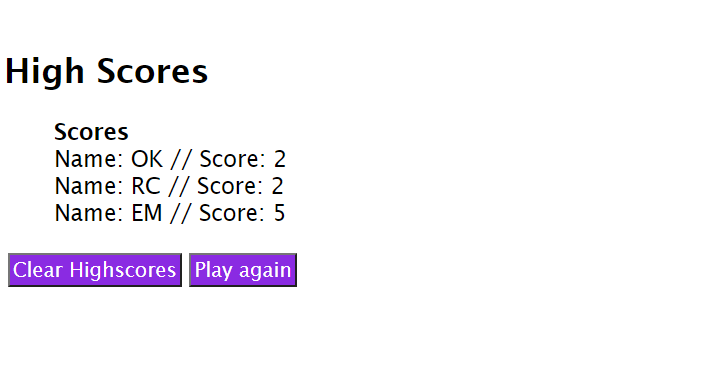 High Scores
Scores
Name: OK // Score: 2
Name: RC // Score: 2
Name: EM // Score: 5
Clear Highscores Play again